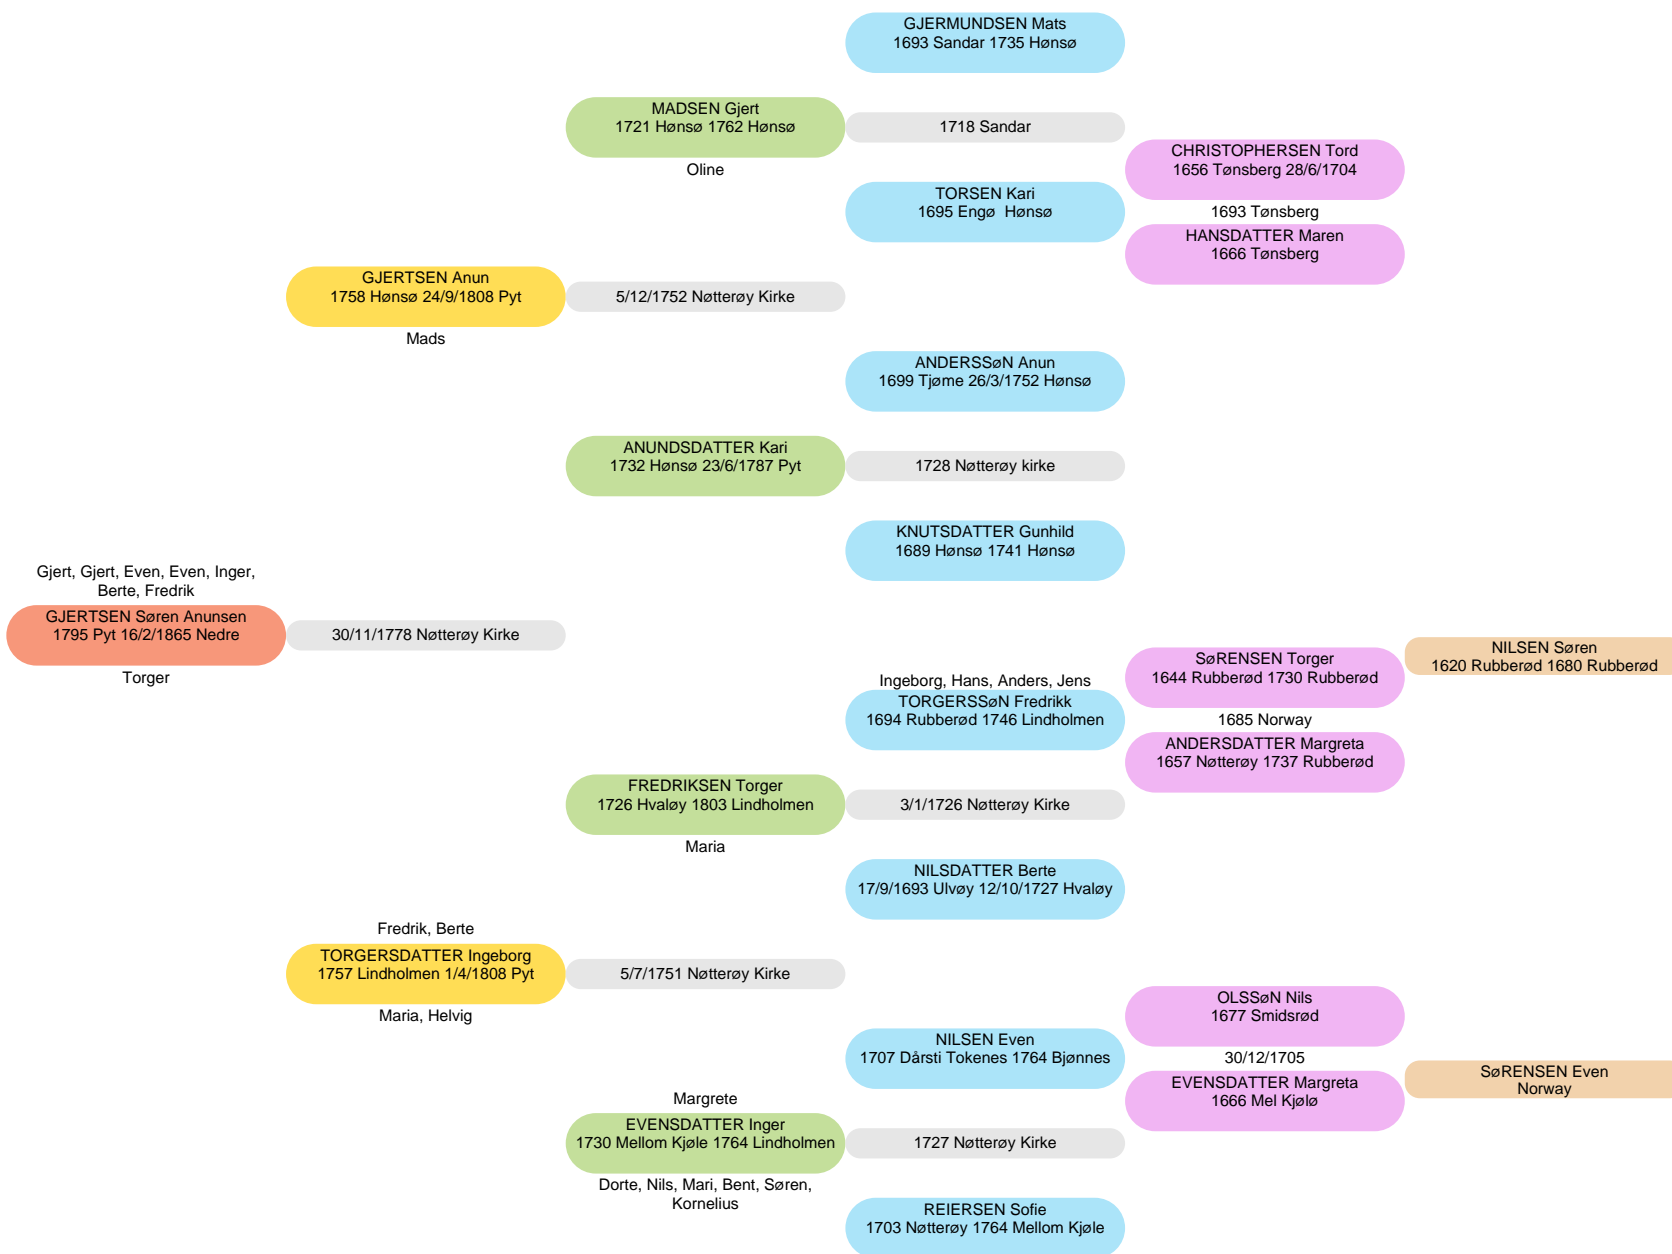 GJERMUNDSEN Mats
1693 Sandar 1735 Hønsø
MADSEN Gjert
1721 Hønsø 1762 Hønsø
Oline
1718 Sandar
CHRISTOPHERSEN Tord
1656 Tønsberg 28/6/1704
TORSEN Kari
1695 Engø  Hønsø
1693 Tønsberg
HANSDATTER Maren
1666 Tønsberg
GJERTSEN Anun
1758 Hønsø 24/9/1808 Pyt
Mads
5/12/1752 Nøtterøy Kirke
ANDERSSøN Anun
1699 Tjøme 26/3/1752 Hønsø
ANUNDSDATTER Kari
1732 Hønsø 23/6/1787 Pyt
1728 Nøtterøy kirke
KNUTSDATTER Gunhild
1689 Hønsø 1741 Hønsø
Gjert, Gjert, Even, Even, Inger,
Berte, Fredrik
GJERTSEN Søren Anunsen
1795 Pyt 16/2/1865 Nedre
Torger
30/11/1778 Nøtterøy Kirke
SøRENSEN Torger
1644 Rubberød 1730 Rubberød
NILSEN Søren
1620 Rubberød 1680 Rubberød
Ingeborg, Hans, Anders, Jens
TORGERSSøN Fredrikk
1694 Rubberød 1746 Lindholmen
1685 Norway
ANDERSDATTER Margreta
1657 Nøtterøy 1737 Rubberød
FREDRIKSEN Torger
1726 Hvaløy 1803 Lindholmen
Maria
3/1/1726 Nøtterøy Kirke
NILSDATTER Berte
17/9/1693 Ulvøy 12/10/1727 Hvaløy
Fredrik, Berte
TORGERSDATTER Ingeborg
1757 Lindholmen 1/4/1808 Pyt
Maria, Helvig
5/7/1751 Nøtterøy Kirke
OLSSøN Nils
1677 Smidsrød
NILSEN Even
1707 Dårsti Tokenes 1764 Bjønnes
30/12/1705
EVENSDATTER Margreta
1666 Mel Kjølø
SøRENSEN Even
Norway
Margrete
EVENSDATTER Inger
1730 Mellom Kjøle 1764 Lindholmen
Dorte, Nils, Mari, Bent, Søren,
Kornelius
1727 Nøtterøy Kirke
REIERSEN Sofie
1703 Nøtterøy 1764 Mellom Kjøle